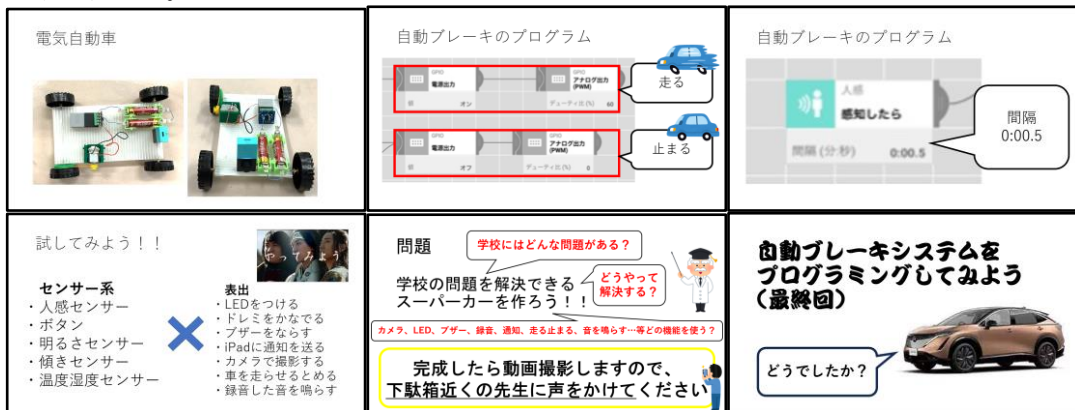 電気自動車
自動ブレーキのプログラム
GPIO
電源出力
オン
GPIO
アナログ出力
(PWM)
デューティ比 (%) 60
走る
GPIO
電源出力
オフ
GPIO
アナログ出力
(PWM)
デューティ比 (%) 0
止まる
自動ブレーキのプログラム
人感
感知したら
間隔 (分:秒) 0:00.5
間隔
0:00.5
試してみよう!!
センサー系
・人感センサー
・ボタン
・明るさセンサー
・傾きセンサー
・温度湿度センサー
表出
・LEDをつける
・ドレミをかなでる
・ブザーをならす
・iPadに通知を送る
・カメラで撮影する
・車を走らせるとめる
・録音した音を鳴らす
問題
学校にはどんな問題がある?
学校の問題を解決できる
スーパーカーを作ろう!!
どうやって
解決する?
カメラ、LED、ブザー、録音、通知、走る止まる、音を鳴らす…等どの機能を使う?
完成したら動画撮影しますので、
下駄箱近くの先生に声をかけてください
自動ブレーキシステムを
プログラミングしてみよう
(最終回)
どうでしたか?